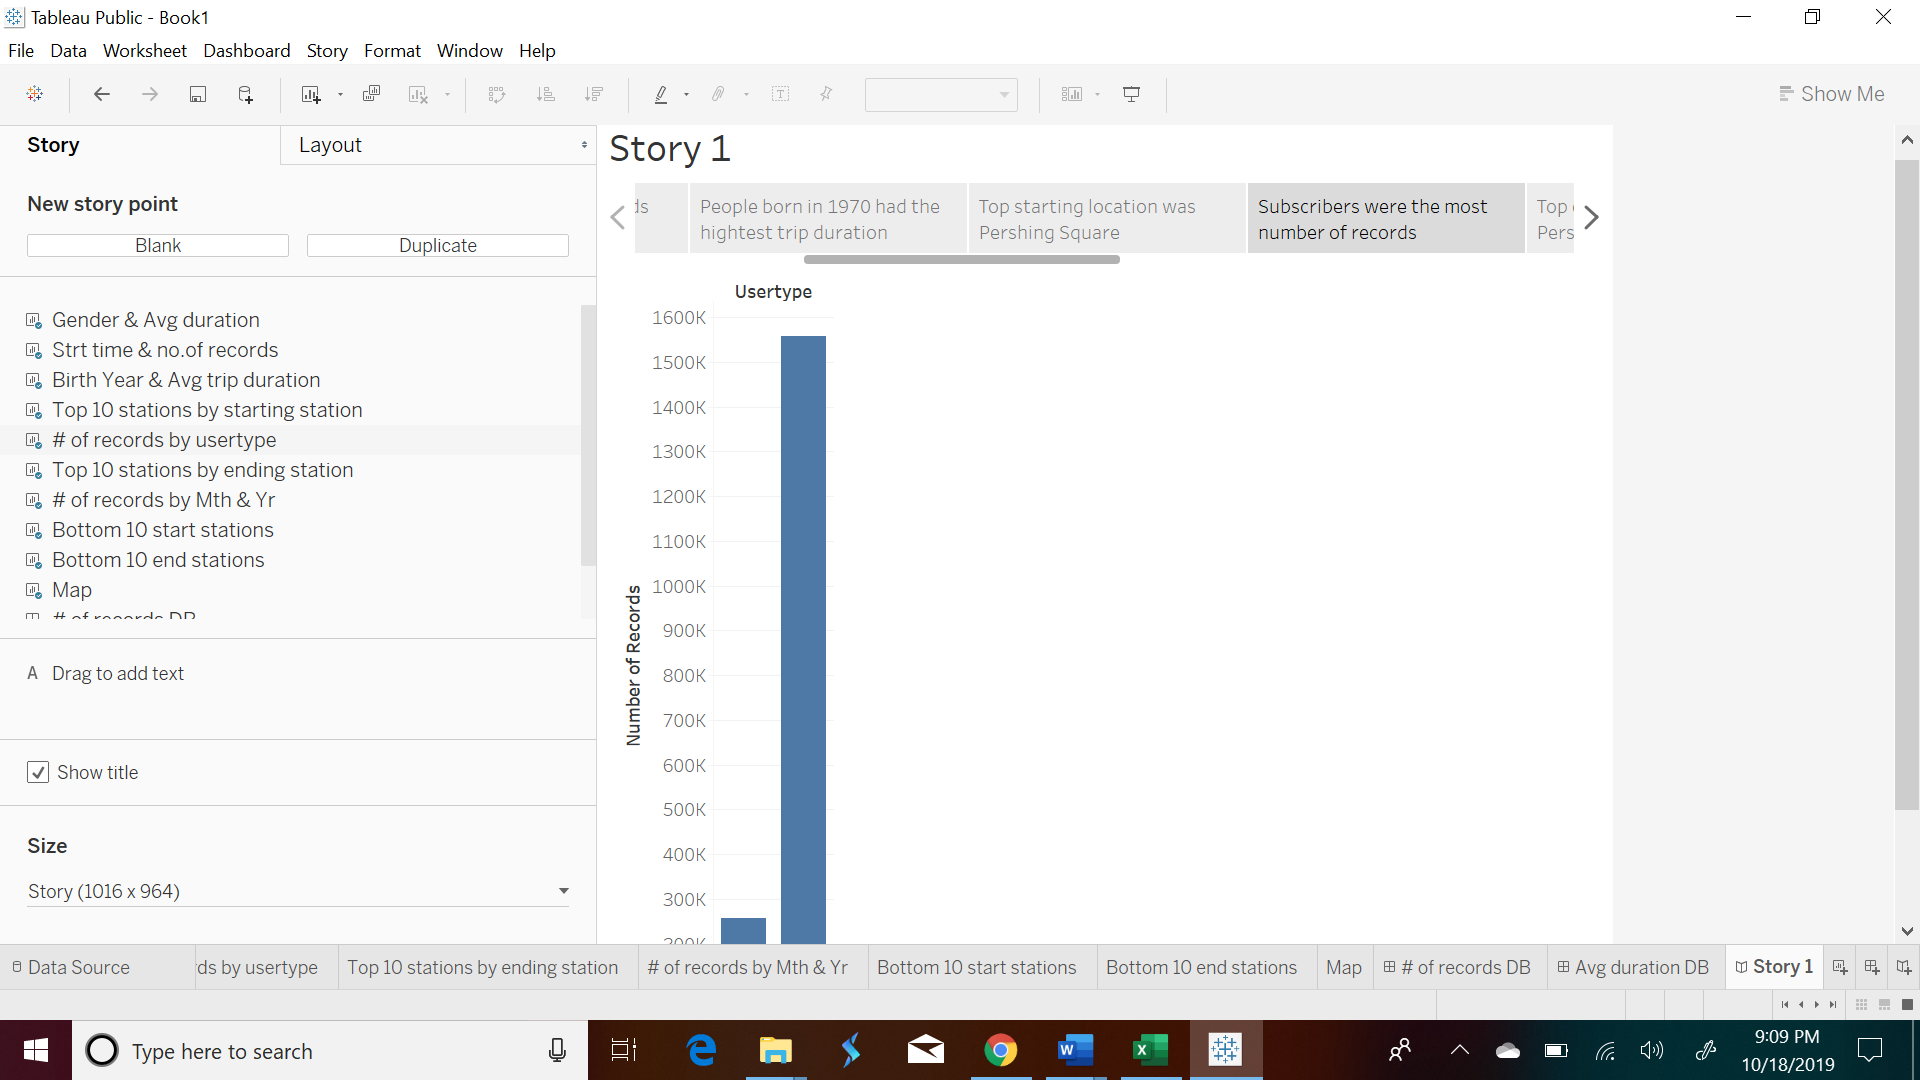 Tableau Public - Book1
File Data Worksheet Dashboard Story Format Window Help
Show Me
Story
Layout
New story point
Blank
Duplicate
Gender & Avg duration
Strt time & no.of records
Birth Year & Avg trip duration
Top 10 stations by starting station
# of records by usertype
Top 10 stations by ending station
# of records by Mth & Yr
Bottom 10 start stations
Bottom 10 end stations
Map
# of records DB
A Drag to add text
Show title
Size
Story (1016 x 964)
Story 1
ds
People born in 1970 had the
hightest trip duration
Top starting location was
Pershing Square
Subscribers were the most
number of records
Top
Pers
Usertype
Number of Records
1600K
1500K
1400K
1300K
1200K
1100K
1000K
900K
800K
700K
600K
500K
400K
300K
200K
Data Source
rds by usertype
Top 10 stations by ending station
# of records by Mth & Yr
Bottom 10 start stations
Bottom 10 end stations
Map
# of records DB
Avg duration DB
Story 1
Type here to search
9:09 PM
10/18/2019